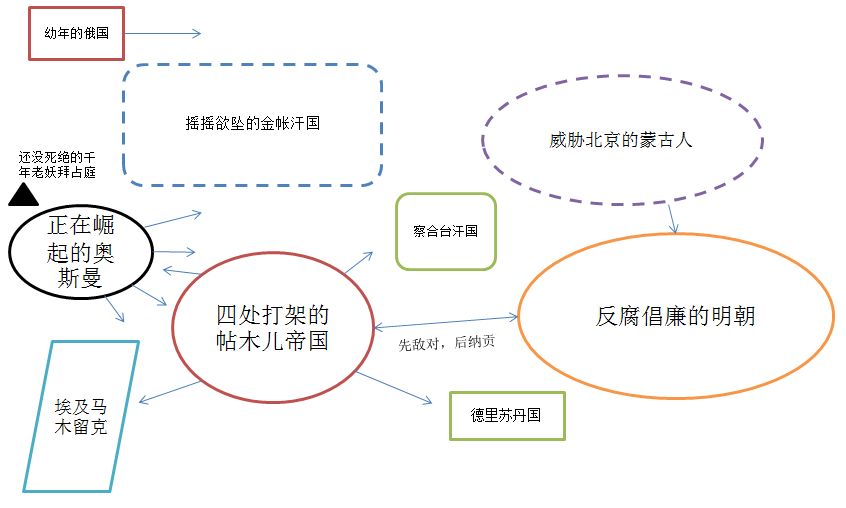 幼年的俄国
摇摇欲坠的金帐汗国
威胁北京的蒙古人
还没死绝的千
年老妖拜占庭
正在崛
起的奥
斯曼
察合台汗国
四处打架的
帖木儿帝国
先敌对，后纳贡
反腐倡廉的明朝
埃及马
木留克
德里苏丹国